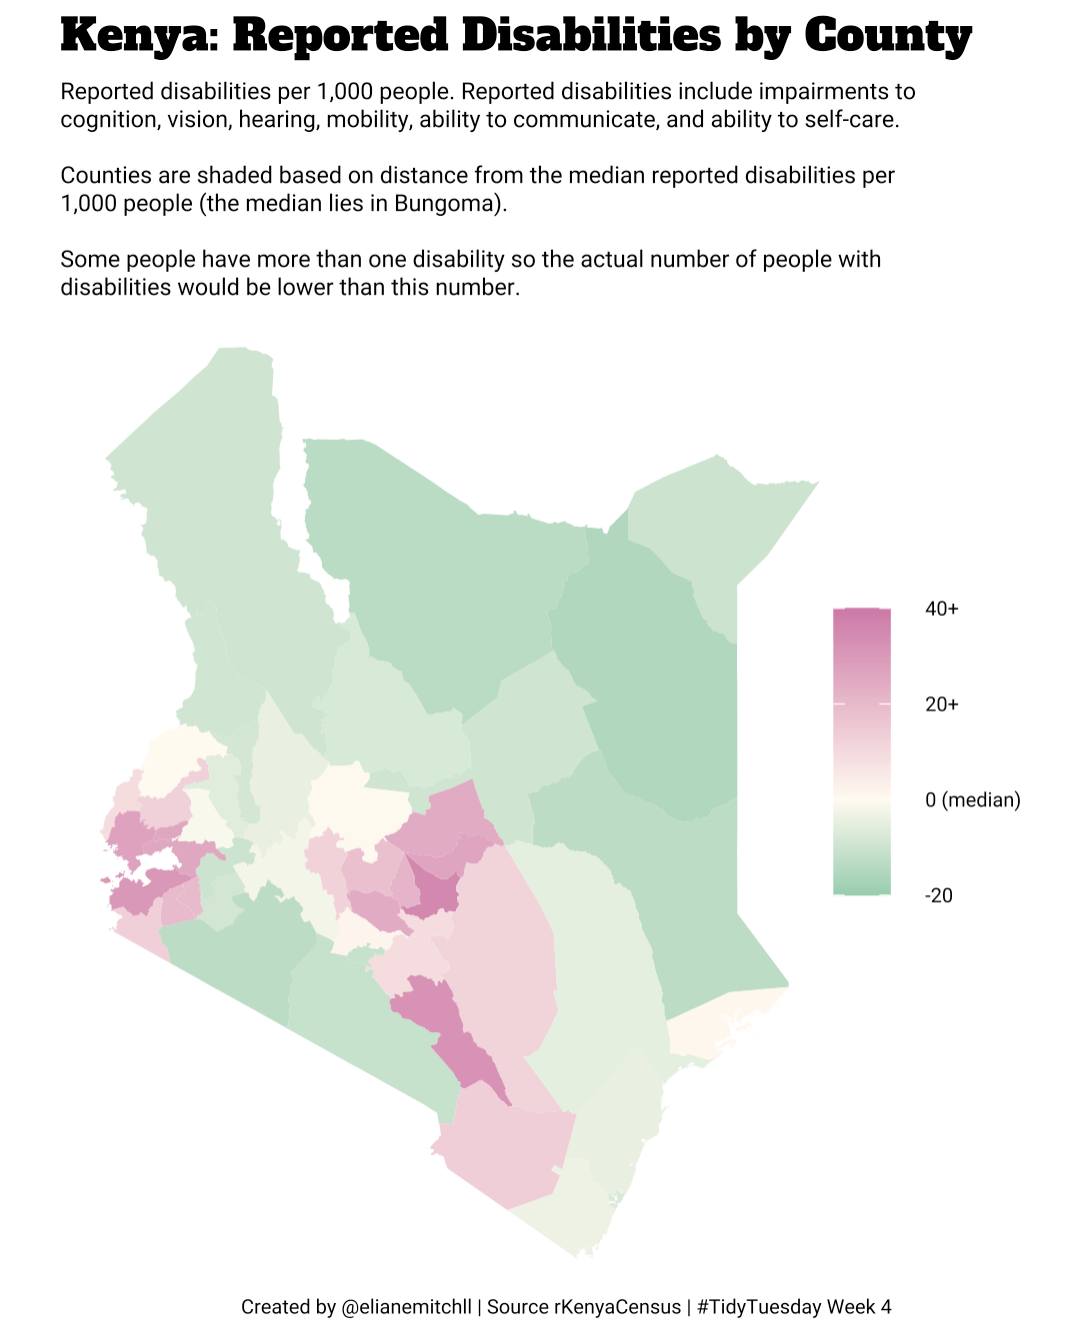 Kenya: Reported Disabilities by County
Reported disabilities per 1,000 people. Reported disabilities include impairments to
cognition, vision, hearing, mobility, ability to communicate, and ability to self-care.
Counties are shaded based on distance from the median reported disabilities per
1,000 people (the median lies in Bungoma).
Some people have more than one disability so the actual number of people with
disabilities would be lower than this number.
40+
20+
0 (median)
-20
Created by @elianemitchll | Source rKenyaCensus | #TidyTuesday Week 4